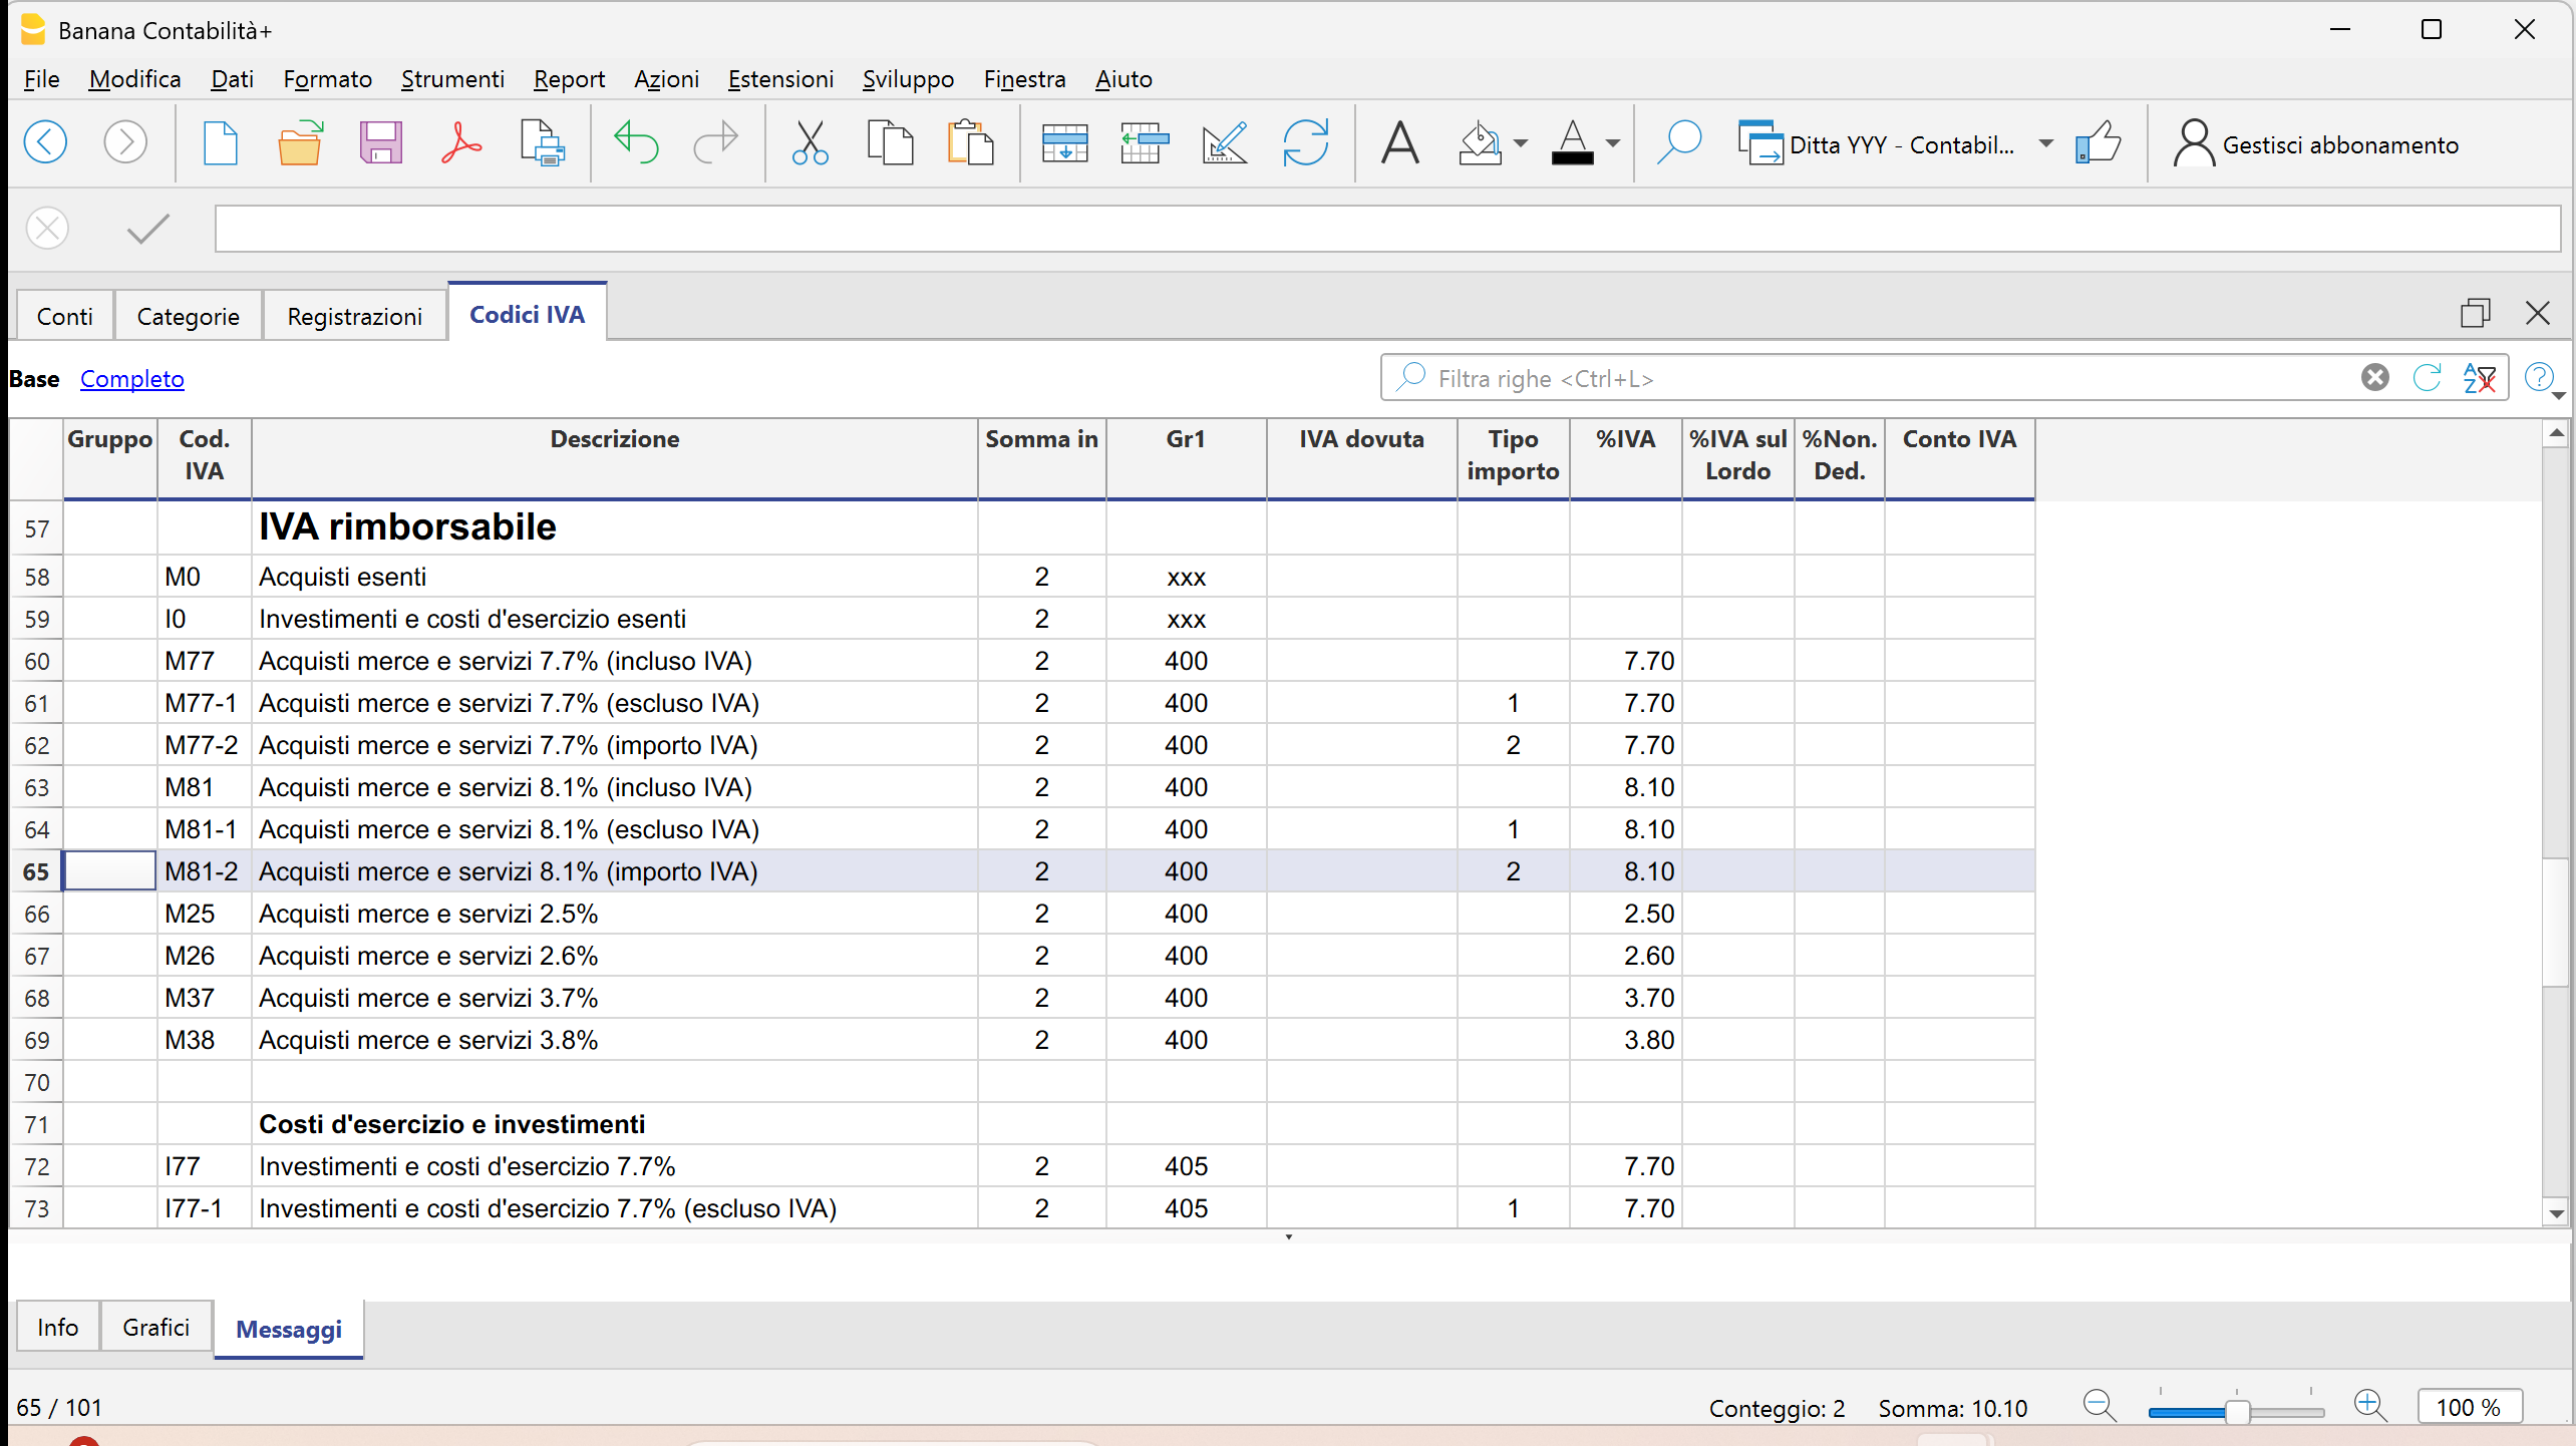 Banana Contabilità+
File Modifica Dati Formato Strumenti Report Azioni Estensioni Sviluppo Finestra Aiuto
Ditta YYY - Contabil... Gestisci abbonamento
Conti Categorie Registrazioni Codici IVA
Base Completo Filtra righe <Ctrl+L>
Gruppo Cod. IVA Descrizione Somma in Gr1 IVA dovuta Tipo importo %IVA %IVA sul Lordo %Non. Ded. Conto IVA
57 IVA rimborsabile
58 M0 Acquisti esenti 2 xxx
59 I0 Investimenti e costi d'esercizio esenti 2 xxx
60 M77 Acquisti merce e servizi 7.7% (incluso IVA) 2 400 7.70
61 M77-1 Acquisti merce e servizi 7.7% (escluso IVA) 2 400 1 7.70
62 M77-2 Acquisti merce e servizi 7.7% (importo IVA) 2 400 2 7.70
63 M81 Acquisti merce e servizi 8.1% (incluso IVA) 2 400 8.10
64 M81-1 Acquisti merce e servizi 8.1% (escluso IVA) 2 400 1 8.10
65 M81-2 Acquisti merce e servizi 8.1% (importo IVA) 2 400 2 8.10
66 M25 Acquisti merce e servizi 2.5% 2 400 2.50
67 M26 Acquisti merce e servizi 2.6% 2 400 2.60
68 M37 Acquisti merce e servizi 3.7% 2 400 3.70
69 M38 Acquisti merce e servizi 3.8% 2 400 3.80
70
71 Costi d'esercizio e investimenti
72 I77 Investimenti e costi d'esercizio 7.7% 2 405 7.70
73 I77-1 Investimenti e costi d'esercizio 7.7% (escluso IVA) 2 405 1 7.70
Info Grafici Messaggi
65 / 101 Conteggio: 2 Somma: 10.10 100 %